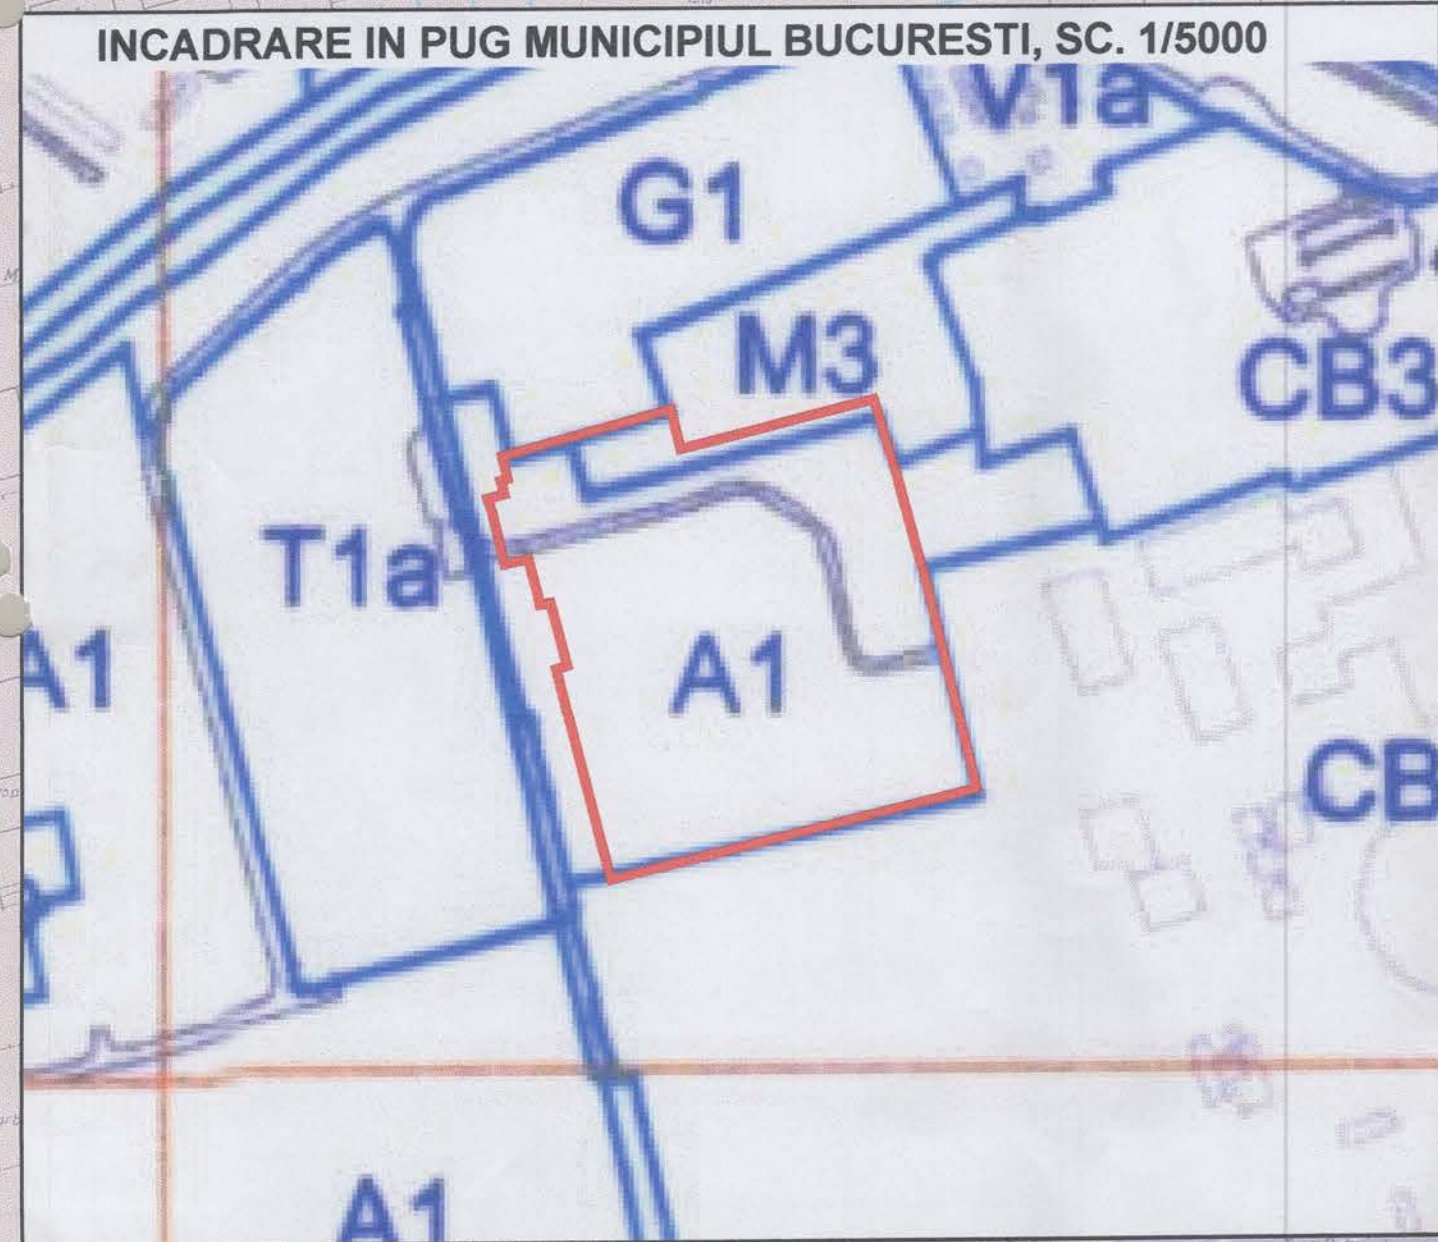 INCADRARE IN PUG MUNICIPIUL BUCURESTI, SC. 1/5000
V1a
G1
M3
CB3
T1a
A1
A1
CB
A1